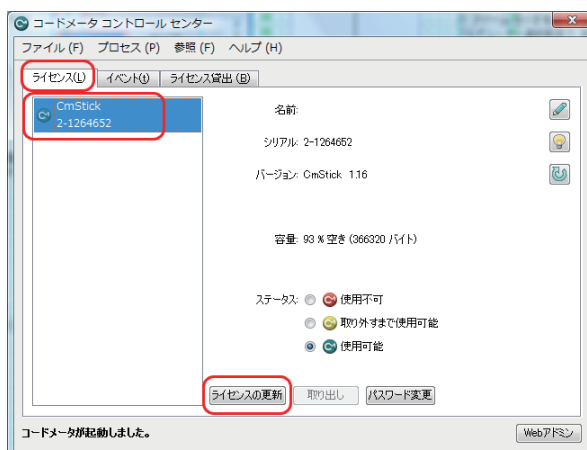 コードメータ コントロール センター
ファイル (F) プロセス (P) 参照 (F) ヘルプ (H)
ライセンス(L) イベント(t) ライセンス貸出 (B)
CmStick
2-1264652
名前:
シリアル: 2-1264652
バージョン: CmStick 1.16
容量: 93 % 空き (366320 バイト)
ステータス: 使用不可
取り外すまで使用可能
使用可能
ライセンスの更新 取り出し パスワード変更
コードメータが起動しました。 Webアドミン